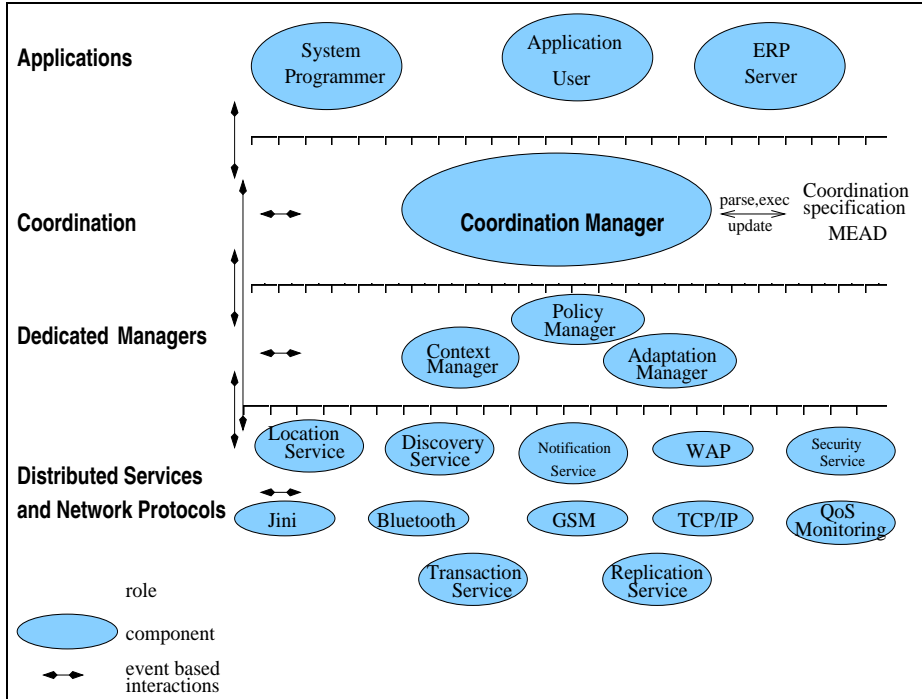 Applications
System
Programmer
Application
User
ERP
Server
Coordination
Coordination Manager
parse,exec
update
Coordination
specification
MEAD
Dedicated Managers
Policy
Manager
Context
Manager
Adaptation
Manager
Distributed Services
and Network Protocols
Location
Service
Discovery
Service
Notification
Service
WAP
Security
Service
Jini
Bluetooth
GSM
TCP/IP
QoS
Monitoring
Transaction
Service
Replication
Service
role
component
event based
interactions